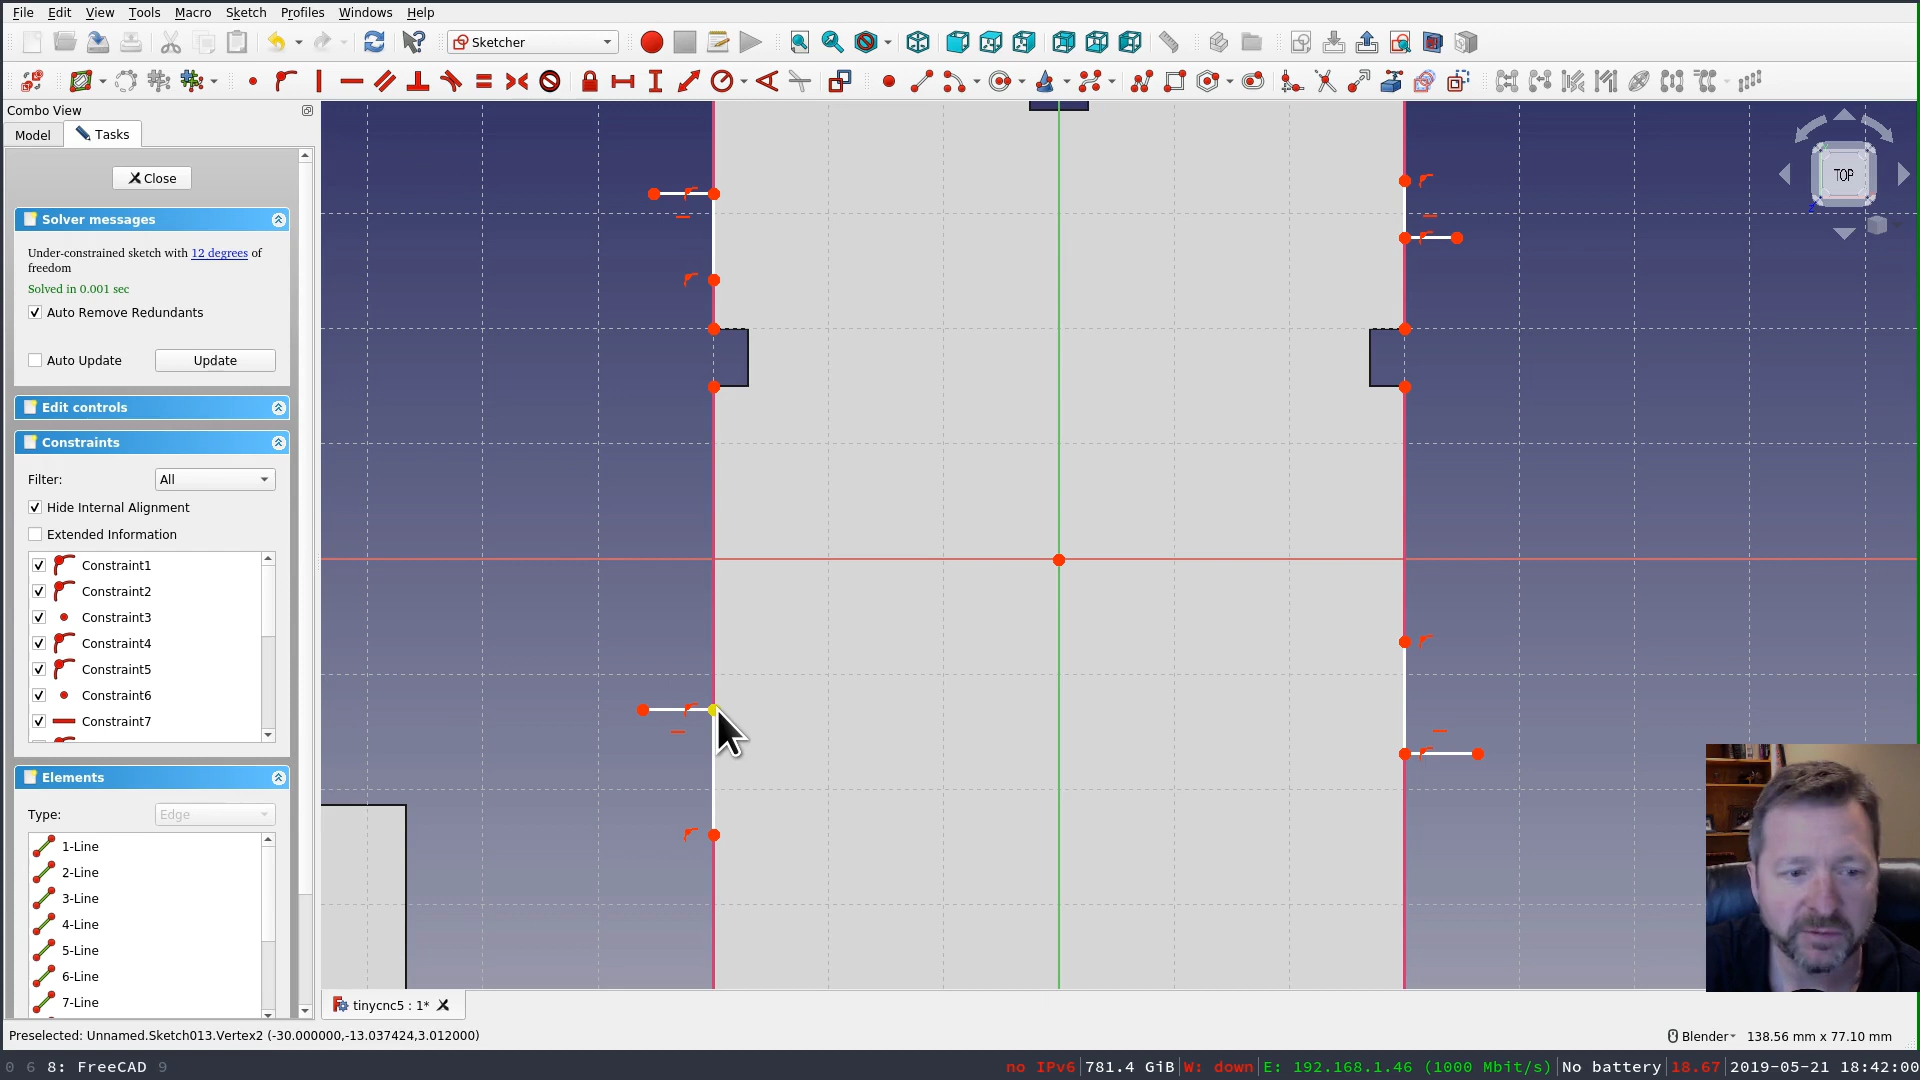 File Edit View Tools Macro Sketch Profiles Windows Help
Sketcher
Combo View
Model Tasks
Close
Solver messages
Under-constrained sketch with 12 degrees of
freedom
Solved in 0.001 sec
Auto Remove Redundants
Auto Update Update
Edit controls
Constraints
Filter: All
Hide Internal Alignment
Extended Information
Constraint1
Constraint2
Constraint3
Constraint4
Constraint5
Constraint6
Constraint7
Elements
Type: Edge
1-Line
2-Line
3-Line
4-Line
5-Line
6-Line
7-Line
TOP
Z
tinycnc5 : 1*
Preselected: Unnamed.Sketch013.Vertex2 (-30.000000,-13.037424,3.012000)
Blender 138.56 mm x 77.10 mm
0 6 8: FreeCAD 9
no IPv6|781.4 GiB|W: down|E: 192.168.1.46 (1000 Mbit/s)|No battery|18.67|2019-05-21 18:42:00